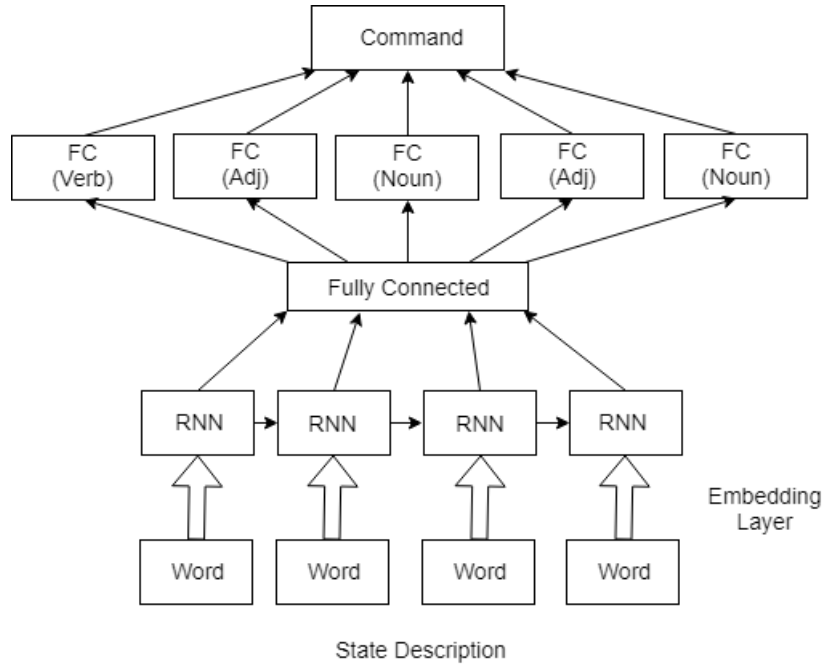 Command
FC
(Verb)
FC
(Adj)
FC
(Noun)
FC
(Adj)
FC
(Noun)
Fully Connected
RNN
RNN
RNN
RNN
Embedding
Layer
Word
Word
Word
Word
State Description